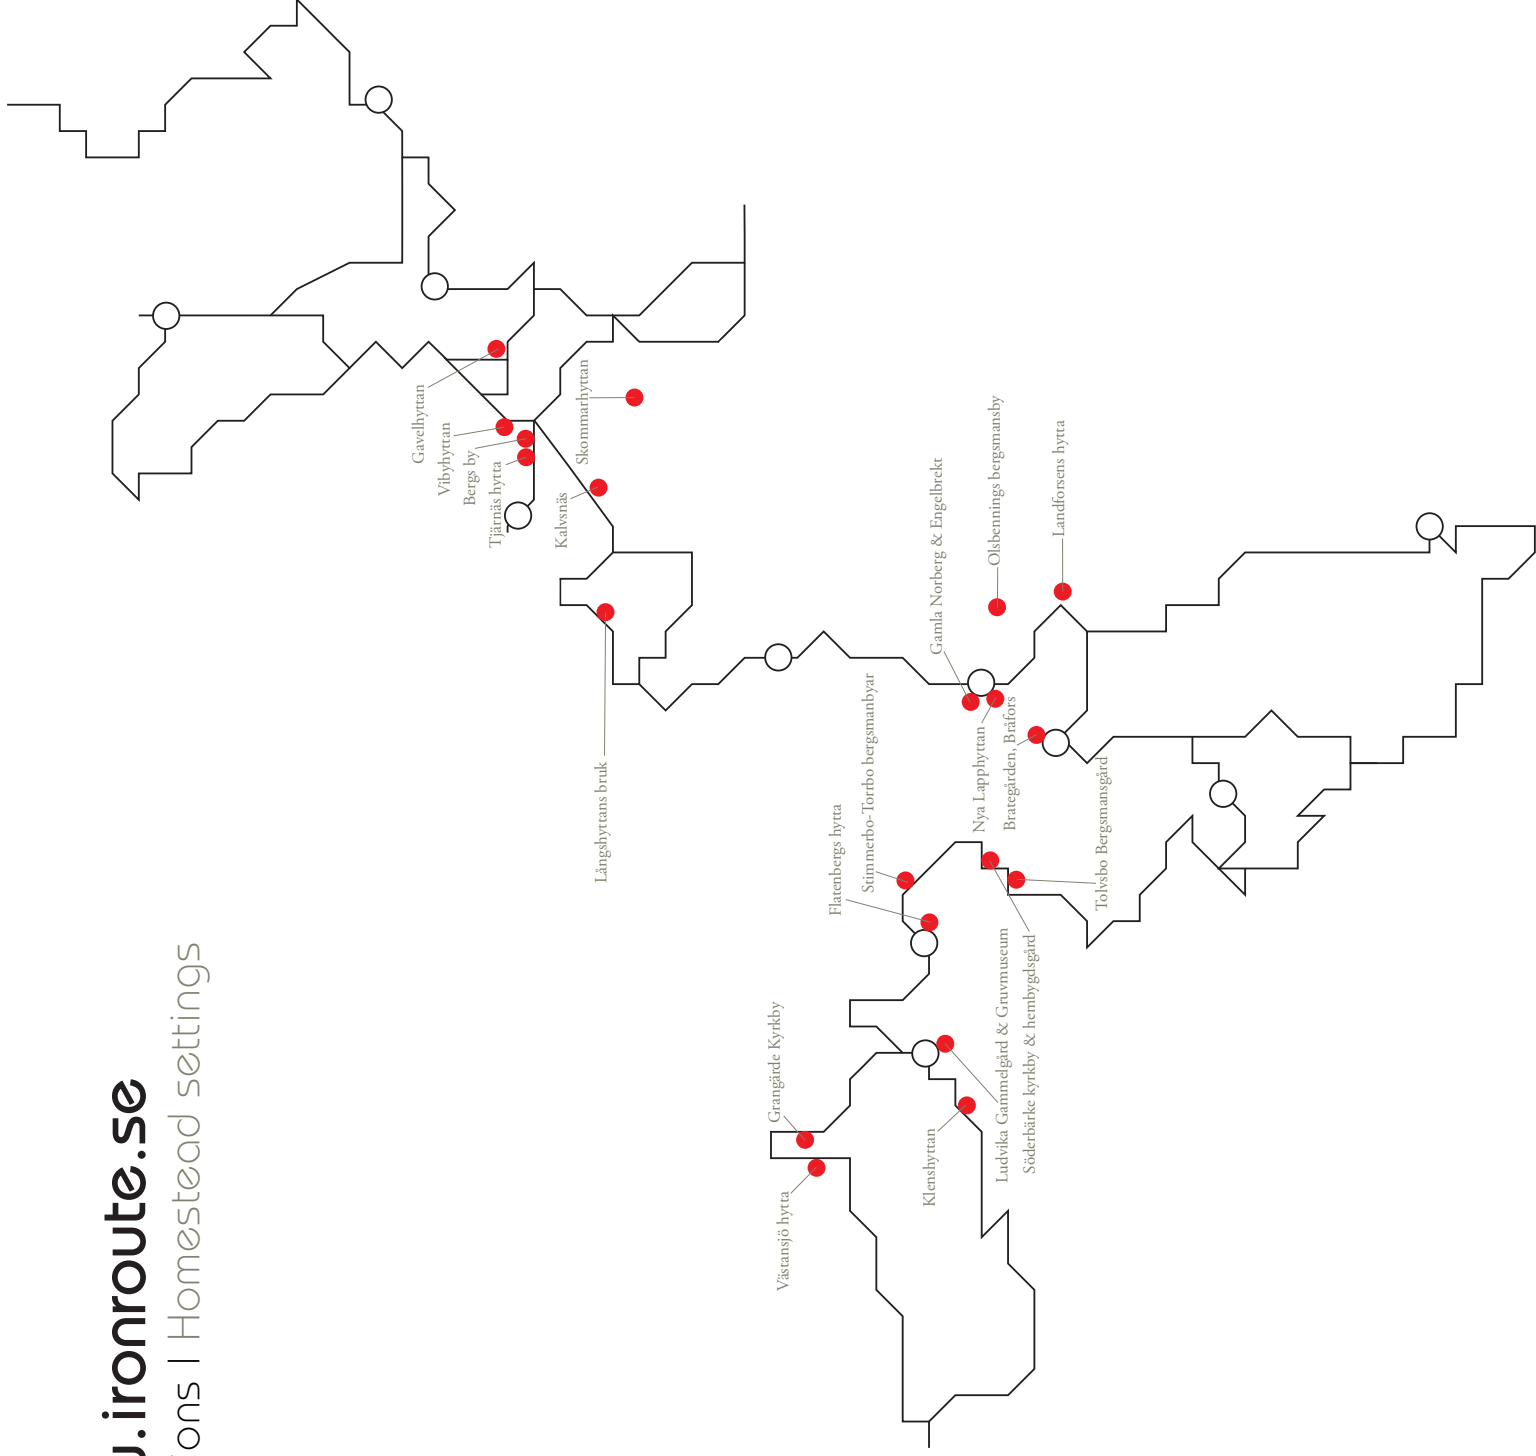 .ironroute.se
ons | Homestead settings
Gavelhyttan
Vibyhyttan
Bergs by
Tjärnäs hytta
Kalvsnäs
Skommarhyttan
Långshyttans bruk
Västansjö hytta
Grangärde Kyrkby
Flatenbergs hytta
Stimmerbo-Torrbo bergsmanbyar
Klenshyttan
Gamla Norberg & Engelbrekt
Nya Lapphyttan
Olsbennings bergsmansby
Ludvika Gammelgård & Gruvmuseum
Brategården, Bråfors
Söderbärke kyrkby & hembygdsgård
Landforsens hytta
Tolvsbo Bergsmansgård